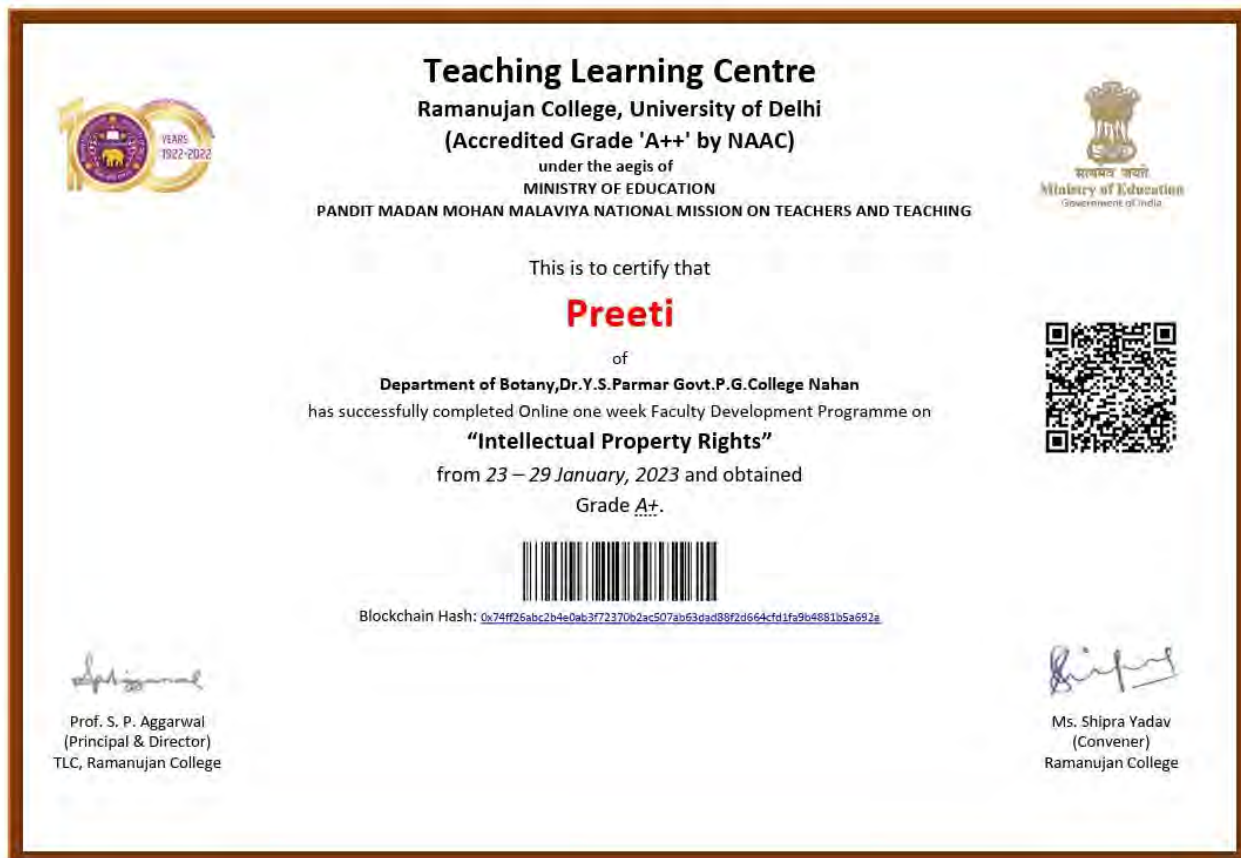 Teaching Learning Centre
Ramanujan College, University of Delhi
(Accredited Grade 'A++' by NAAC)
under the aegis of
MINISTRY OF EDUCATION
PANDIT MADAN MOHAN MALAVIYA NATIONAL MISSION ON TEACHERS AND TEACHING
100
YEARS
1922-2022
सत्यमेव जयते
Ministry of Education
Government of India
This is to certify that
Preeti
of
Department of Botany,Dr.Y.S.Parmar Govt.P.G.College Nahan
has successfully completed Online one week Faculty Development Programme on
“Intellectual Property Rights”
from 23 – 29 January, 2023 and obtained
Grade A+.
Blockchain Hash: 0x74ff26abc2b4e0ab3f72370b2ac507ab63dad88f2d664cfd1fa9b4881b5a692a
Prof. S. P. Aggarwal
(Principal & Director)
TLC, Ramanujan College
Ms. Shipra Yadav
(Convener)
Ramanujan College